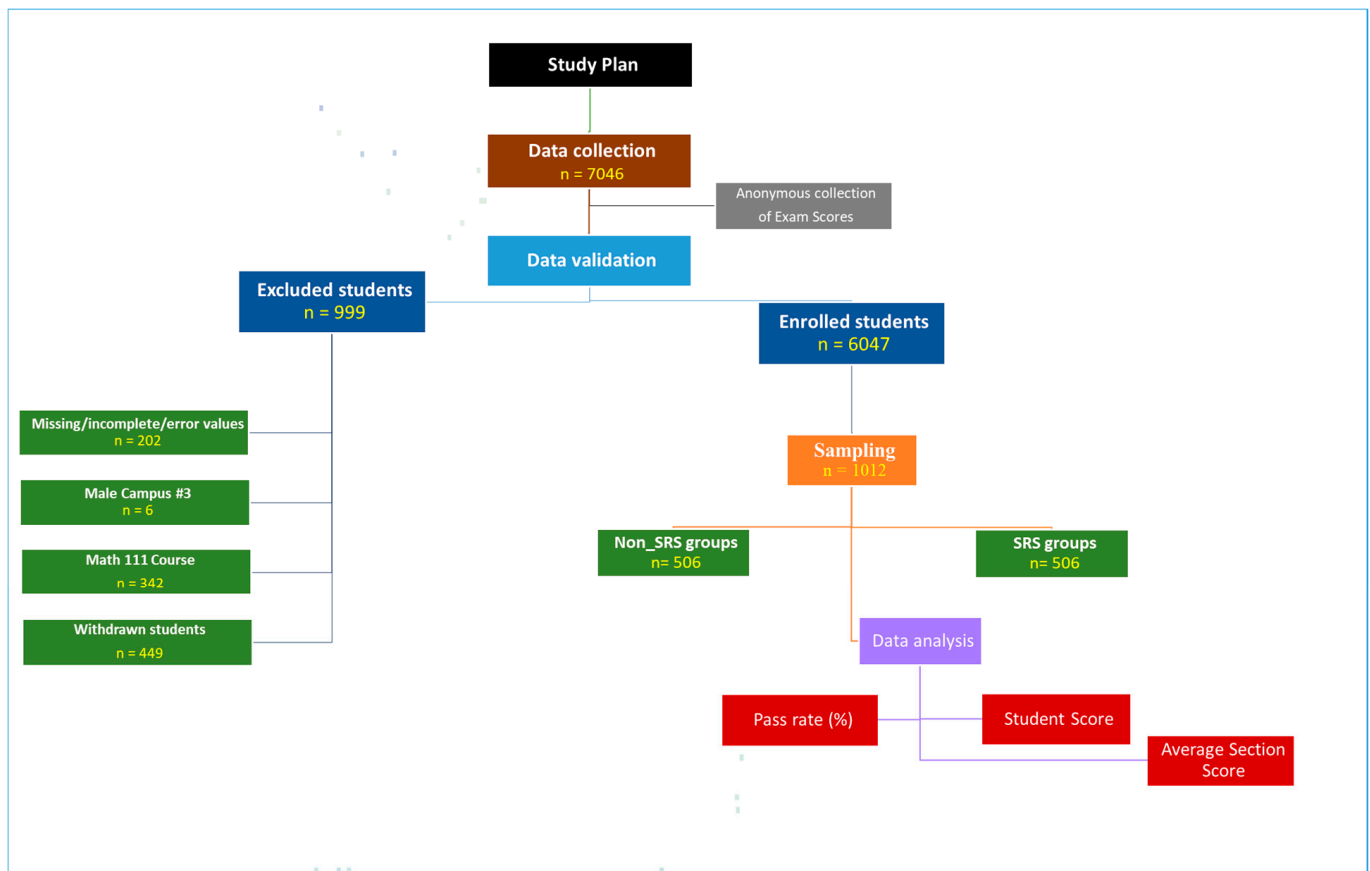 Study Plan
Data collection
n = 7046
Anonymous collection
of Exam Scores
Data validation
Excluded students
n = 999
Enrolled students
n = 6047
Missing/incomplete/error values
n = 202
Male Campus #3
n = 6
Math 111 Course
n = 342
Withdrawn students
n = 449
Sampling
n = 1012
Non_SRS groups
n= 506
SRS groups
n= 506
Data analysis
Pass rate (%)
Student Score
Average Section
Score